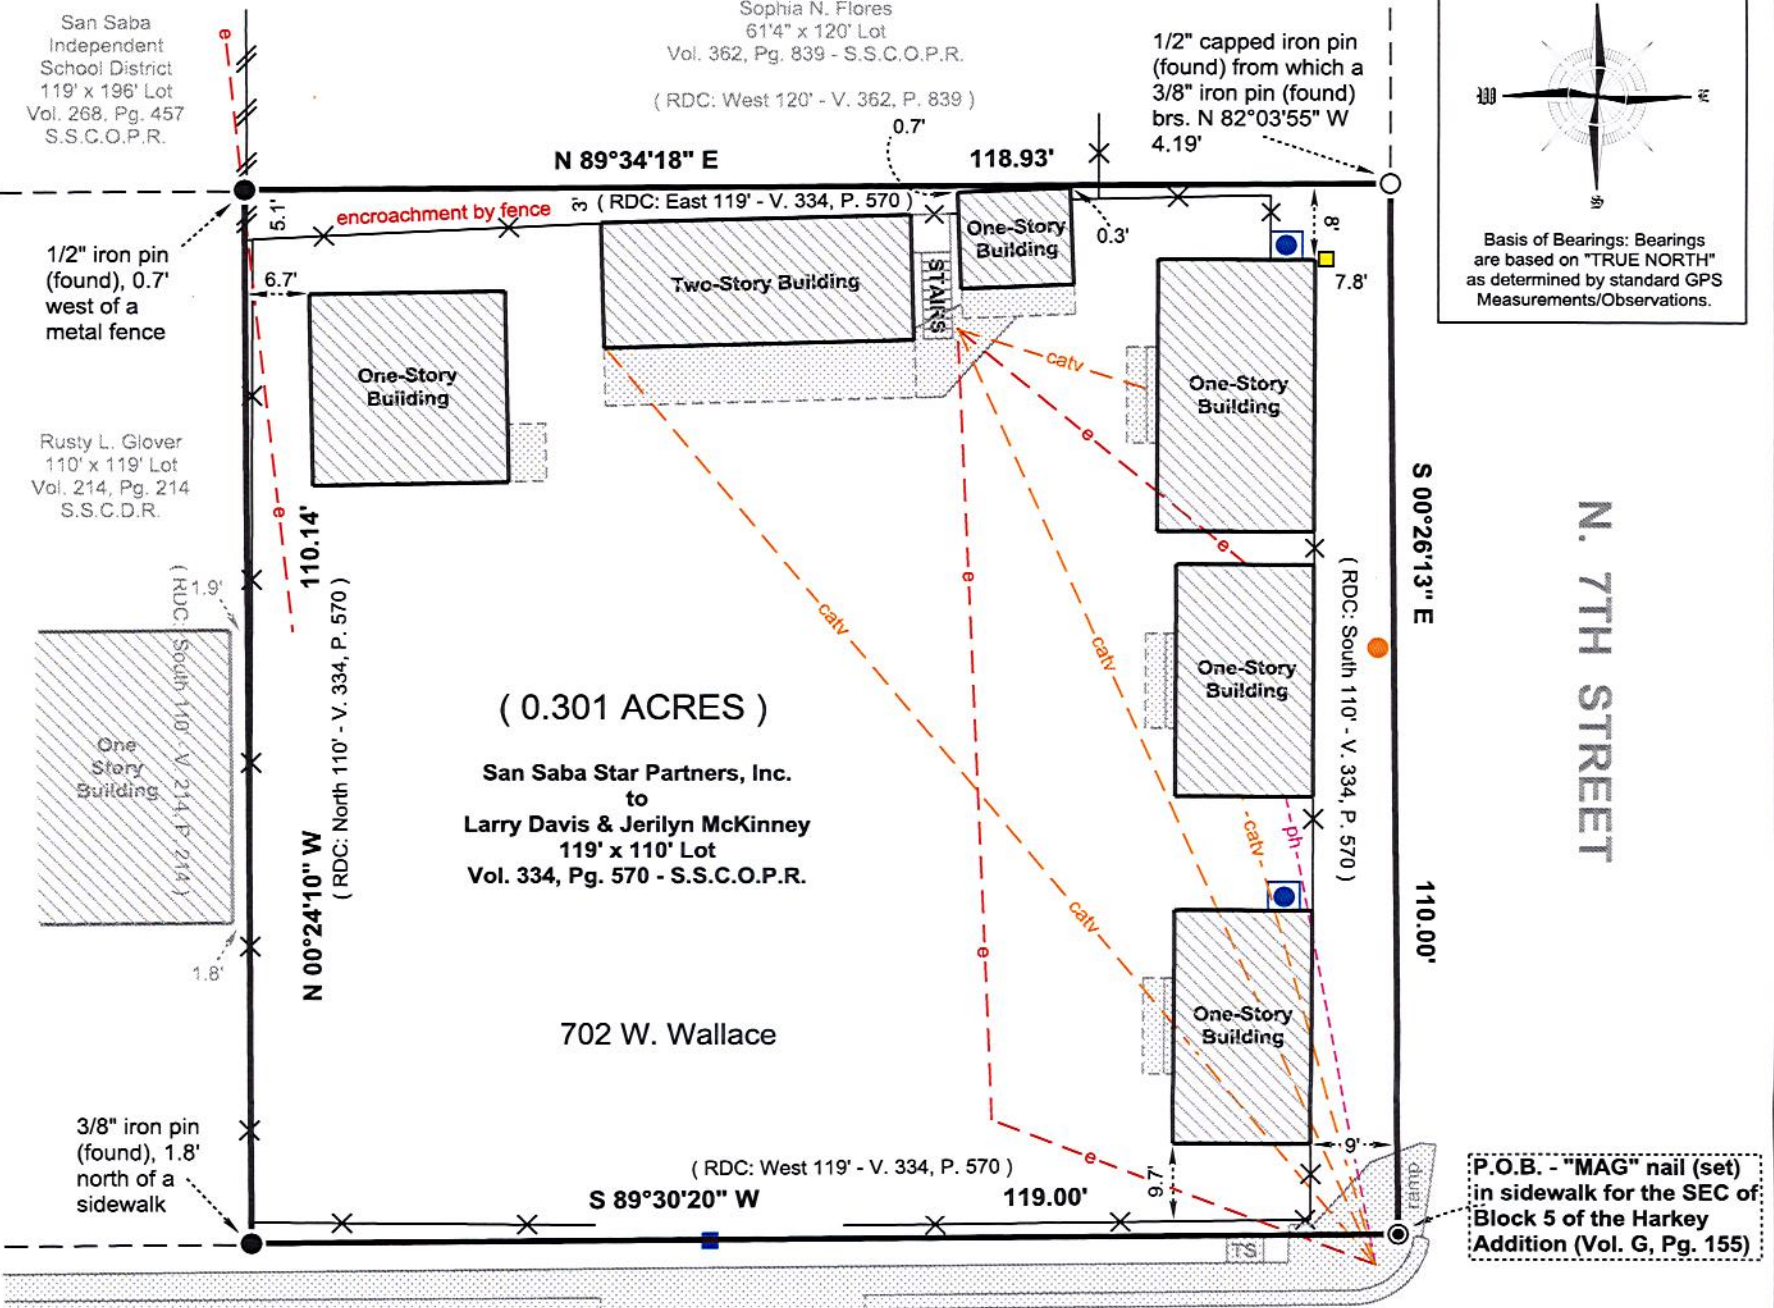 San Saba
Independent
School District
119' x 196' Lot
Vol. 268, Pg. 457
S.S.C.O.P.R.
e
Sophia N. Flores
61'4" x 120' Lot
Vol. 362, Pg. 839 - S.S.C.O.P.R.
( RDC: West 120' - V. 362, P. 839 )
0.7'
1/2" capped iron pin
(found) from which a
3/8" iron pin (found)
brs. N 82°03'55" W
4.19'
W
E
S
Basis of Bearings: Bearings
are based on "TRUE NORTH"
as determined by standard GPS
Measurements/Observations.
N 89°34'18" E
118.93'
( RDC: East 119' - V. 334, P. 570 )
3'
encroachment by fence
5.1'
6.7'
0.3'
8'
7.8'
1/2" iron pin
(found), 0.7'
west of a
metal fence
One-Story
Building
Two-Story Building
STAIRS
One-Story
Building
One-Story
Building
catv
e
e
e
e
Rusty L. Glover
110' x 119' Lot
Vol. 214, Pg. 214
S.S.C.D.R.
110.14'
N 00°24'10" W
( RDC: North 110' - V. 334, P. 570 )
1.9'
( RDC: South 110' - V. 214, P. 214 )
One
Story
Building
1.8'
catv
catv
catv
( 0.301 ACRES )
San Saba Star Partners, Inc.
to
Larry Davis & Jerilyn McKinney
119' x 110' Lot
Vol. 334, Pg. 570 - S.S.C.O.P.R.
702 W. Wallace
One-Story
Building
( RDC: South 110' - V. 334, P. 570 )
S 00°26'13" E
110.00'
N. 7TH STREET
catv
ph
e
One-Story
Building
9'
9.7'
3/8" iron pin
(found), 1.8'
north of a
sidewalk
( RDC: West 119' - V. 334, P. 570 )
S 89°30'20" W
119.00'
e
ramp
TS
P.O.B. - "MAG" nail (set)
in sidewalk for the SEC of
Block 5 of the Harkey
Addition (Vol. G, Pg. 155)